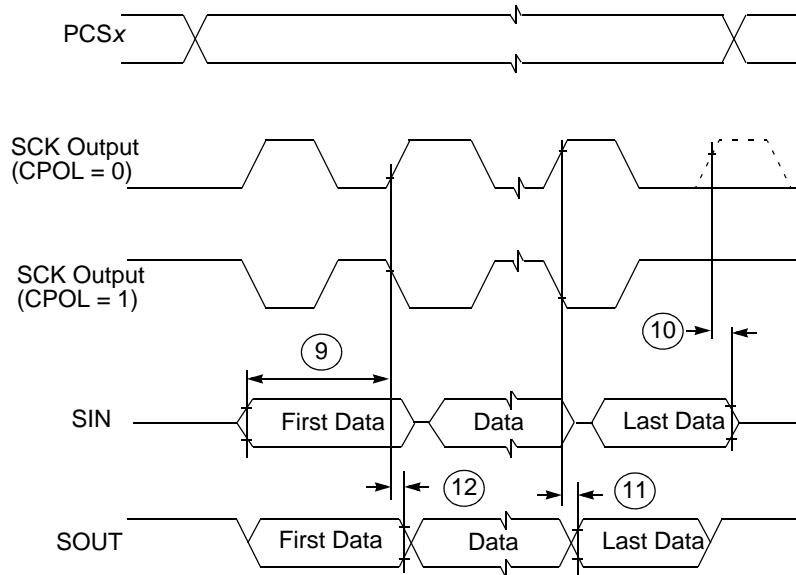 PCSx
SCK Output
(CPOL = 0)
SCK Output
(CPOL = 1)
9
10
SIN
First Data
Data
Last Data
12
11
SOUT
First Data
Data
Last Data